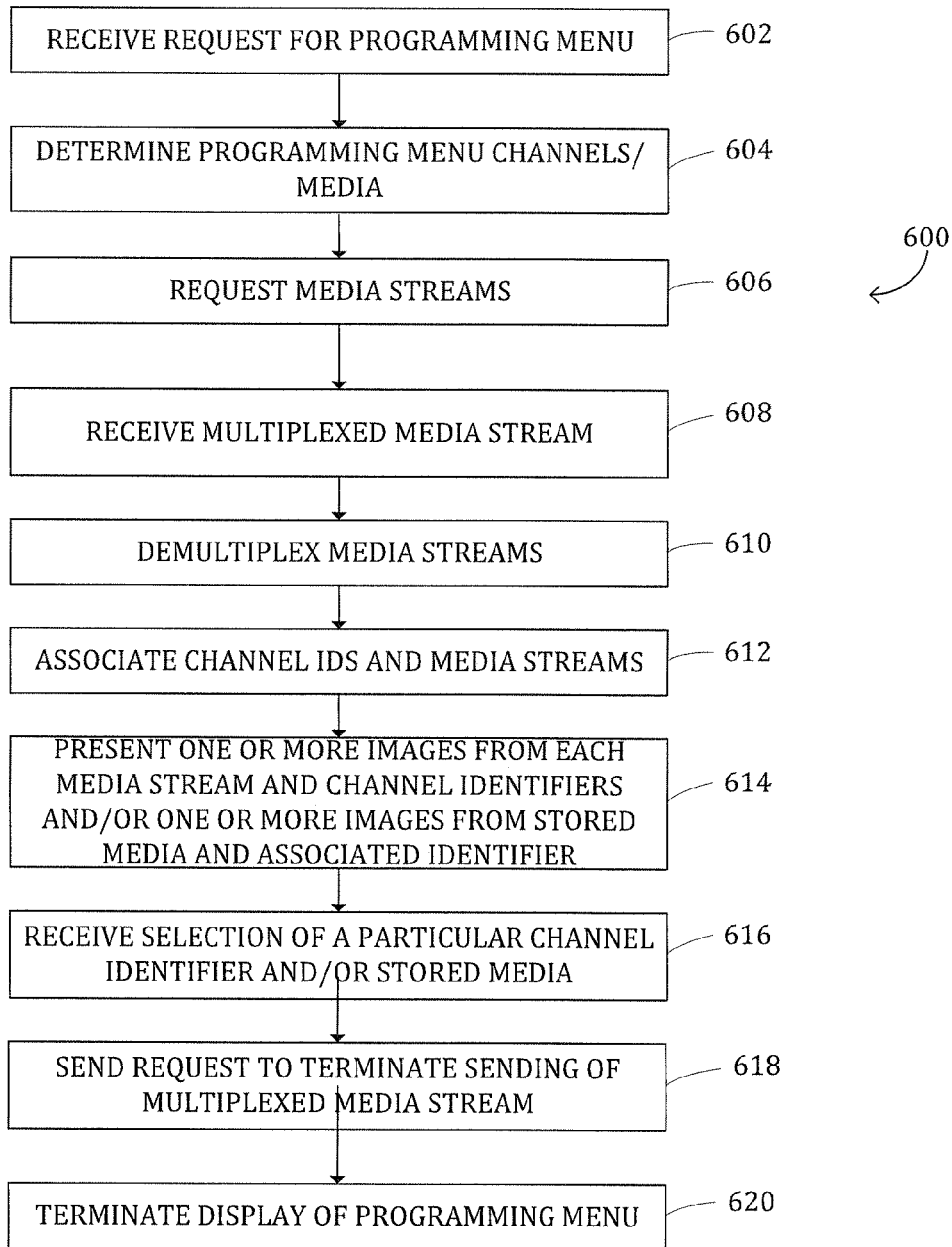 RECEIVE REQUEST FOR PROGRAMMING MENU
602
DETERMINE PROGRAMMING MENU CHANNELS/
MEDIA
604
600
REQUEST MEDIA STREAMS
606
RECEIVE MULTIPLEXED MEDIA STREAM
608
DEMULTIPLEX MEDIA STREAMS
610
ASSOCIATE CHANNEL IDS AND MEDIA STREAMS
612
PRESENT ONE OR MORE IMAGES FROM EACH
MEDIA STREAM AND CHANNEL IDENTIFIERS
AND/OR ONE OR MORE IMAGES FROM STORED
MEDIA AND ASSOCIATED IDENTIFIER
614
RECEIVE SELECTION OF A PARTICULAR CHANNEL
IDENTIFIER AND/OR STORED MEDIA
616
SEND REQUEST TO TERMINATE SENDING OF
MULTIPLEXED MEDIA STREAM
618
TERMINATE DISPLAY OF PROGRAMMING MENU
620